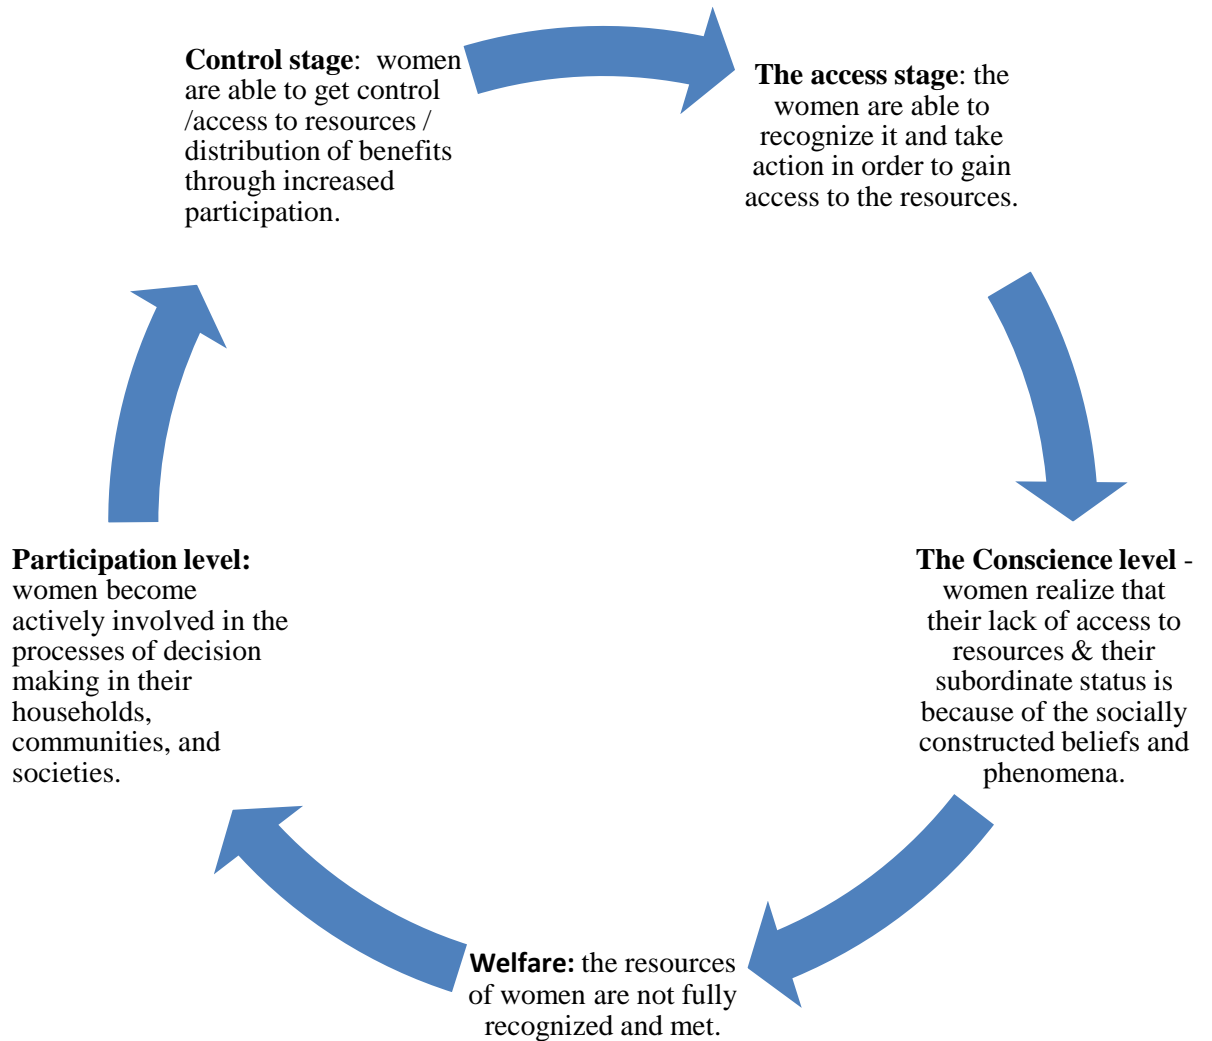 Control stage: women
are able to get control
/access to resources /
distribution of benefits
through increased
participation.
The access stage: the
women are able to
recognize it and take
action in order to gain
access to the resources.
The Conscience level -
women realize that
their lack of access to
resources & their
subordinate status is
because of the socially
constructed beliefs and
phenomena.
Welfare: the resources
of women are not fully
recognized and met.
Participation level:
women become
actively involved in the
processes of decision
making in their
households,
communities, and
societies.